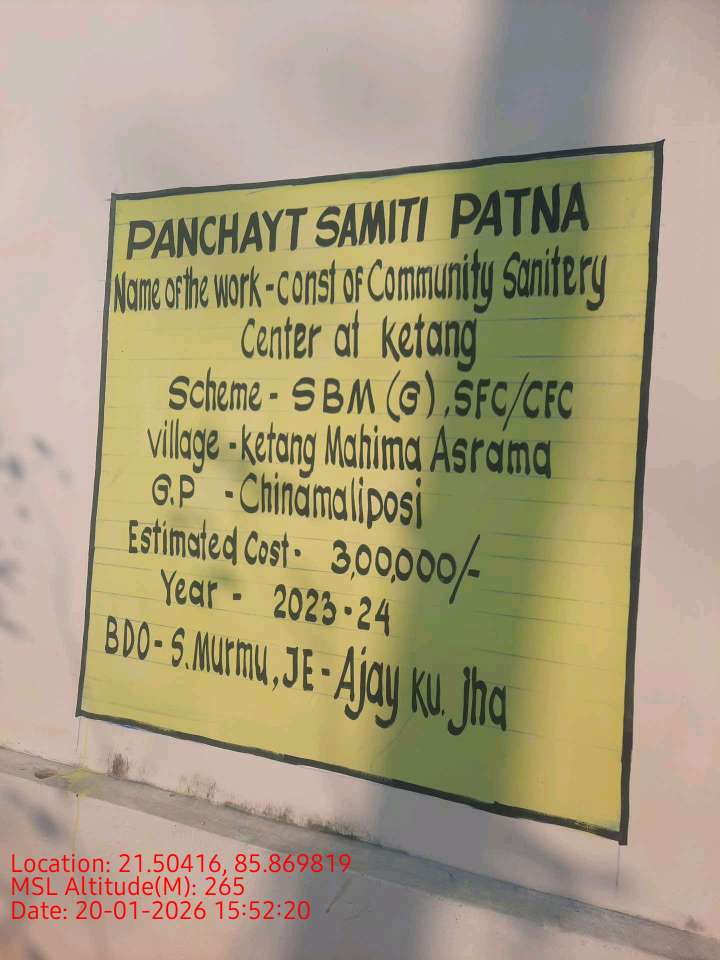 PANCHAYT SAMITI PATNA
Name of the work - const of Community Sanitery
Center at Ketang
Scheme - SBM (G), SFC/CFC
village - Ketang Mahima Asrama
G.P - Chinamaliposi
Estimated Cost - 3,00,000/-
Year - 2023-24
BDO - S. Murmu, JE - Ajay Ku. Jha
Location: 21.50416, 85.869819
MSL Altitude(M): 265
Date: 20-01-2026 15:52:20